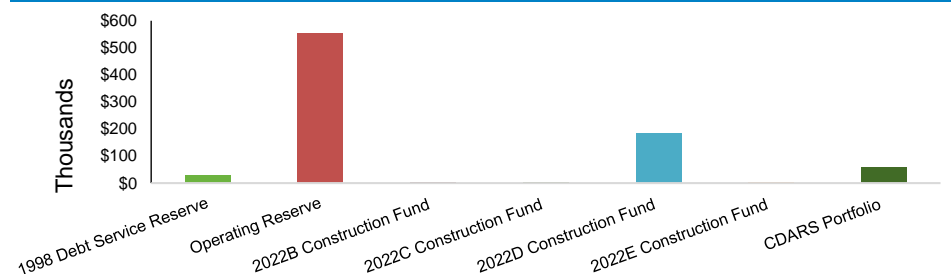 Thousands
$600
$500
$400
$300
$200
$100
$0
1998 Debt Service Reserve
Operating Reserve
2022B Construction Fund
2022C Construction Fund
2022D Construction Fund
2022E Construction Fund
CDARS Portfolio